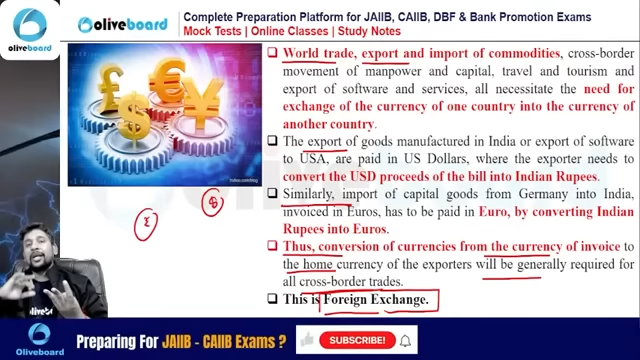 oliveboard
oliveboard
Complete Preparation Platform for JAIIB, CAIIB, DBF & Bank Promotion Exams
Mock Tests | Online Classes | Study Notes
£
€
$
¥
World trade, export and import of commodities, cross-border
movement of manpower and capital, travel and tourism and
export of software and services, all necessitate the need for
exchange of the currency of one country into the currency of
another country.
The export of goods manufactured in India or export of software
to USA, are paid in US Dollars, where the exporter needs to
convert the USD proceeds of the bill into Indian Rupees.
Similarly, import of capital goods from Germany into India,
invoiced in Euros, has to be paid in Euro, by converting Indian
Rupees into Euros.
Thus, conversion of currencies from the currency of invoice to
the home currency of the exporters will be generally required for
all cross-border trades.
This is Foreign Exchange.
Oliveboard
Preparing For JAIIB - CAIIB Exams ?
SUBSCRIBE!